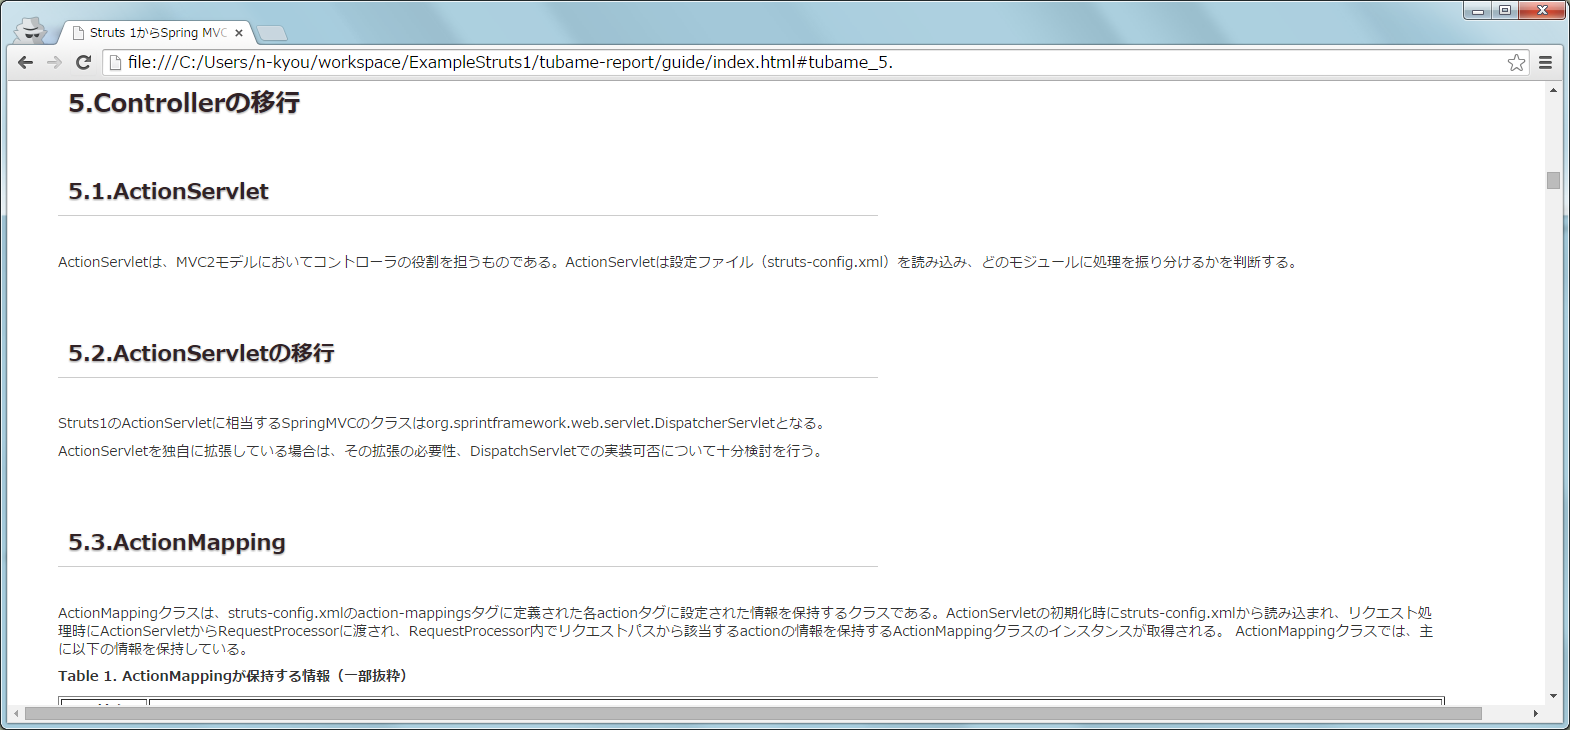 Struts 1からSpring MVC
file:///C:/Users/n-kyou/workspace/ExampleStruts1/tubame-report/guide/index.html#tubame_5.
5.Controllerの移行
5.1.ActionServlet
ActionServletは、MVC2モデルにおいてコントローラの役割を担うものである。ActionServletは設定ファイル（struts-config.xml）を読み込み、どのモジュールに処理を振り分けるかを判断する。
5.2.ActionServletの移行
Struts1のActionServletに相当するSpringMVCのクラスはorg.sprintframework.web.servlet.DispatcherServletとなる。
ActionServletを独自に拡張している場合は、その拡張の必要性、DispatchServletでの実装可否について十分検討を行う。
5.3.ActionMapping
ActionMappingクラスは、struts-config.xmlのaction-mappingsタグに定義された各actionタグに設定された情報を保持するクラスである。ActionServletの初期化時にstruts-config.xmlから読み込まれ、リクエスト処
理時にActionServletからRequestProcessorに渡され、RequestProcessor内でリクエストパスから該当するactionの情報を保持するActionMappingクラスのインスタンスが取得される。 ActionMappingクラスでは、主
に以下の情報を保持している。
Table 1. ActionMappingが保持する情報（一部抜粋）